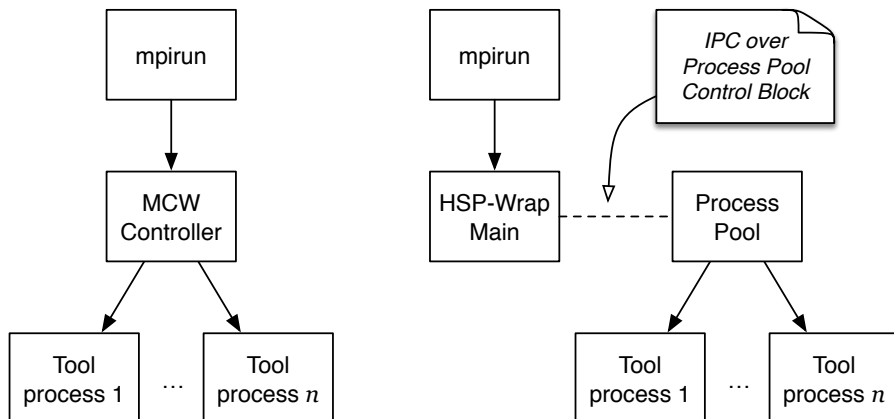 mpirun
MCW
Controller
Tool
process 1
...
Tool
process n
mpirun
IPC over
Process Pool
Control Block
HSP-Wrap
Main
Process
Pool
Tool
process 1
...
Tool
process n